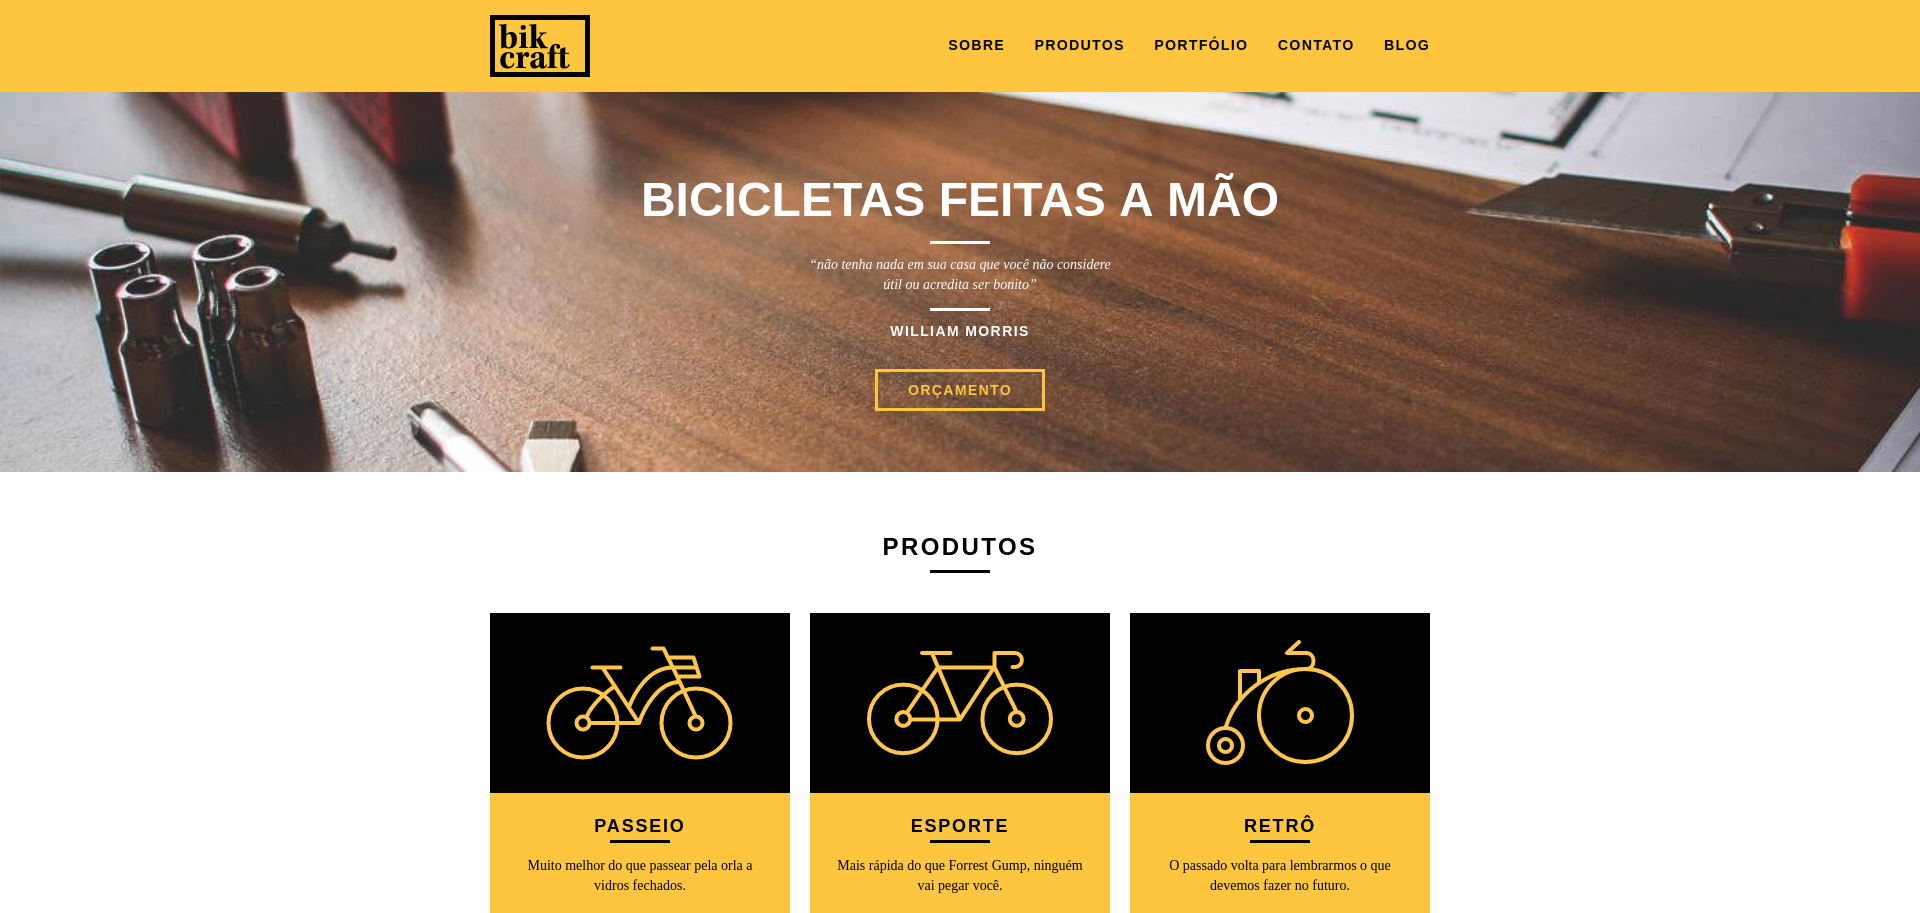 bik
craft
SOBRE PRODUTOS PORTFÓLIO CONTATO BLOG
BICICLETAS FEITAS A MÃO
“não tenha nada em sua casa que você não considere
útil ou acredita ser bonito”
WILLIAM MORRIS
ORÇAMENTO
PRODUTOS
PASSEIO
Muito melhor do que passear pela orla a
vidros fechados.
ESPORTE
Mais rápida do que Forrest Gump, ninguém
vai pegar você.
RETRÔ
O passado volta para lembrarmos o que
devemos fazer no futuro.